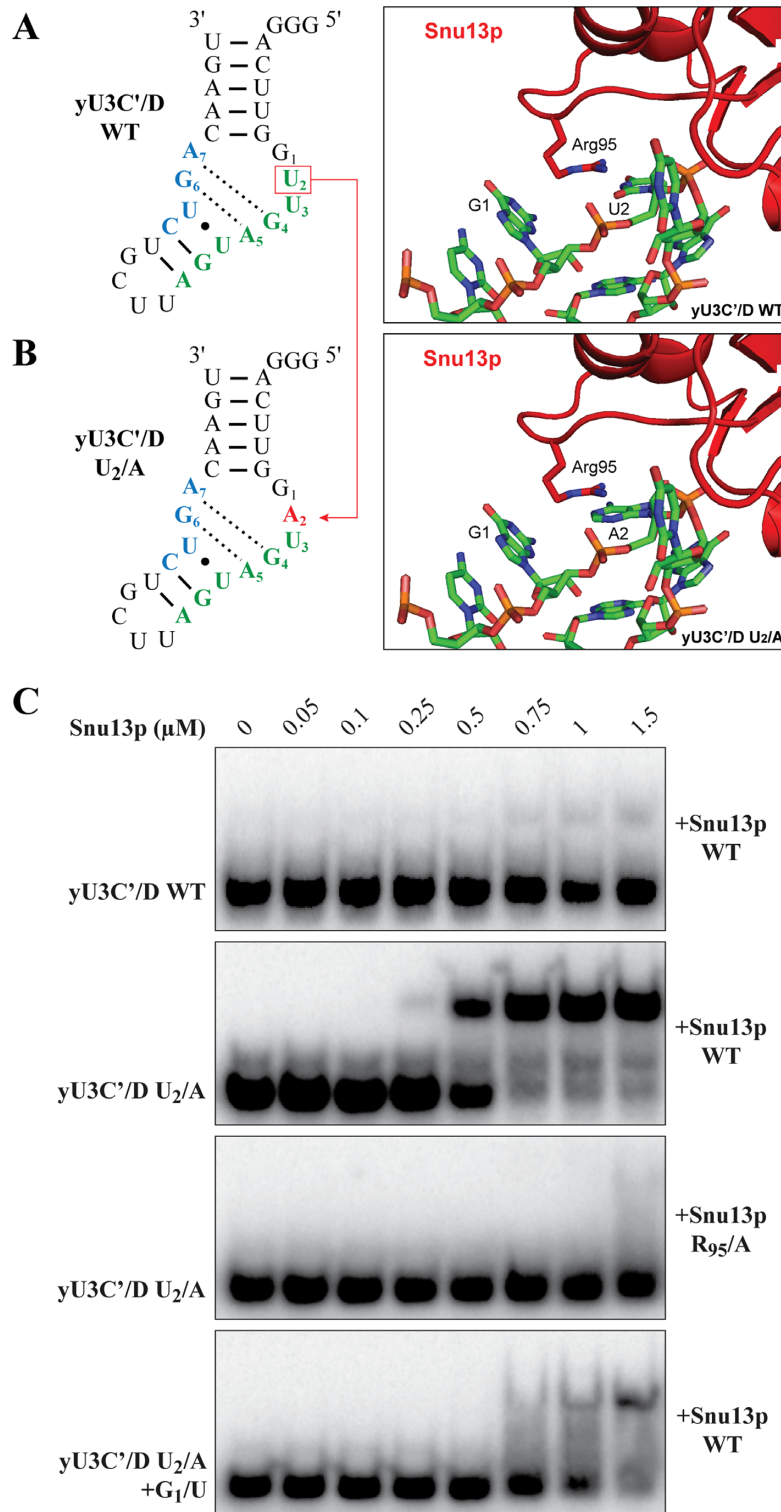 A
3'
GGG 5'
U A
G C
A U
A U
C G
yU3C'/D
WT
A7
G1
G6
U2
U
U3
C
G4
U
A5
G
U
C
G
U
A
U
Snu13p
Arg95
G1
U2
yU3C'/D WT
B
3'
GGG 5'
U A
G C
A U
A U
C G
yU3C'/D
U2/A
A7
G1
G6
A2
U
U3
C
G4
U
A5
G
U
C
G
U
A
U
Snu13p
Arg95
G1
A2
yU3C'/D U2/A
C
Snu13p (µM) 0 0.05 0.1 0.25 0.5 0.75 1 1.5
+Snu13p
WT
yU3C'/D WT
+Snu13p
WT
yU3C'/D U2/A
+Snu13p
R95/A
yU3C'/D U2/A
+Snu13p
WT
yU3C'/D U2/A
+G1/U